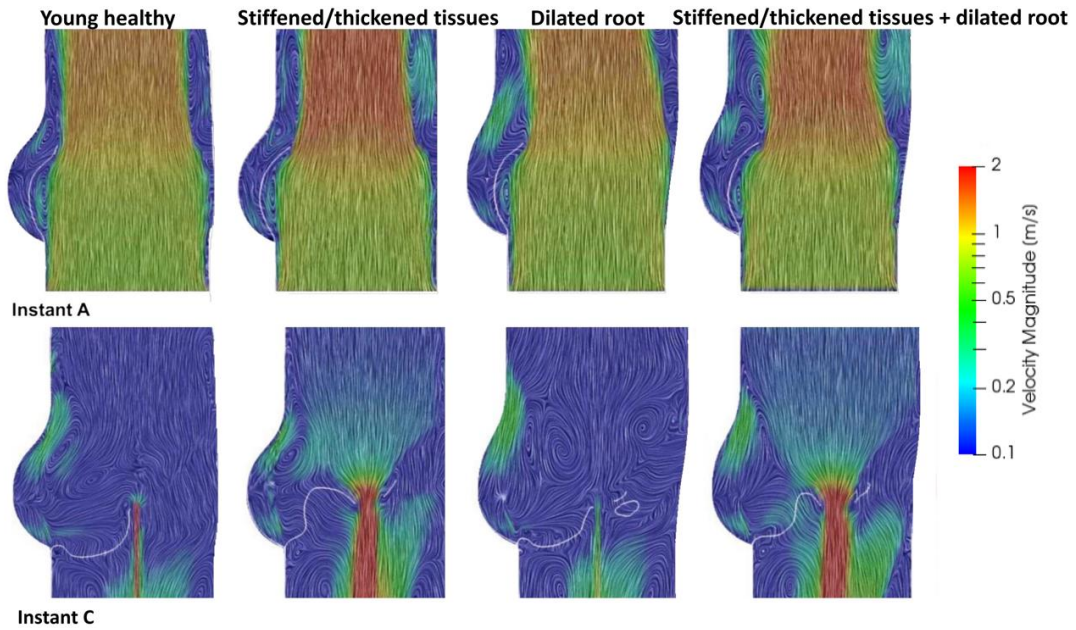 Young healthy
Stiffened/thickened tissues
Dilated root
Stiffened/thickened tissues + dilated root
Instant A
2
1
0.5
0.2
0.1
Velocity Magnitude (m/s)
Instant C